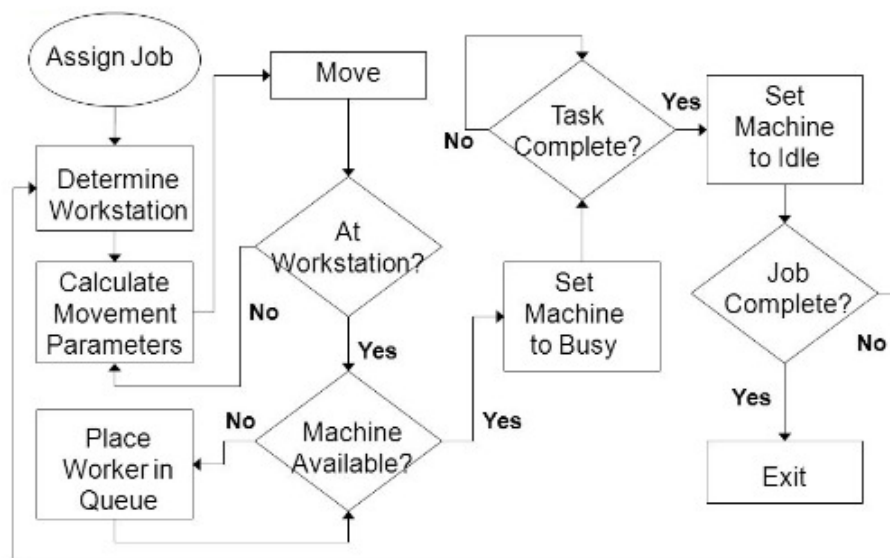 Assign Job
Determine
Workstation
Calculate
Movement
Parameters
Move
At
Workstation?
No
Yes
Place
Worker in
Queue
No
Machine
Available?
Yes
Set
Machine
to Busy
Task
Complete?
No
Yes
Set
Machine
to Idle
Job
Complete?
No
Yes
Exit